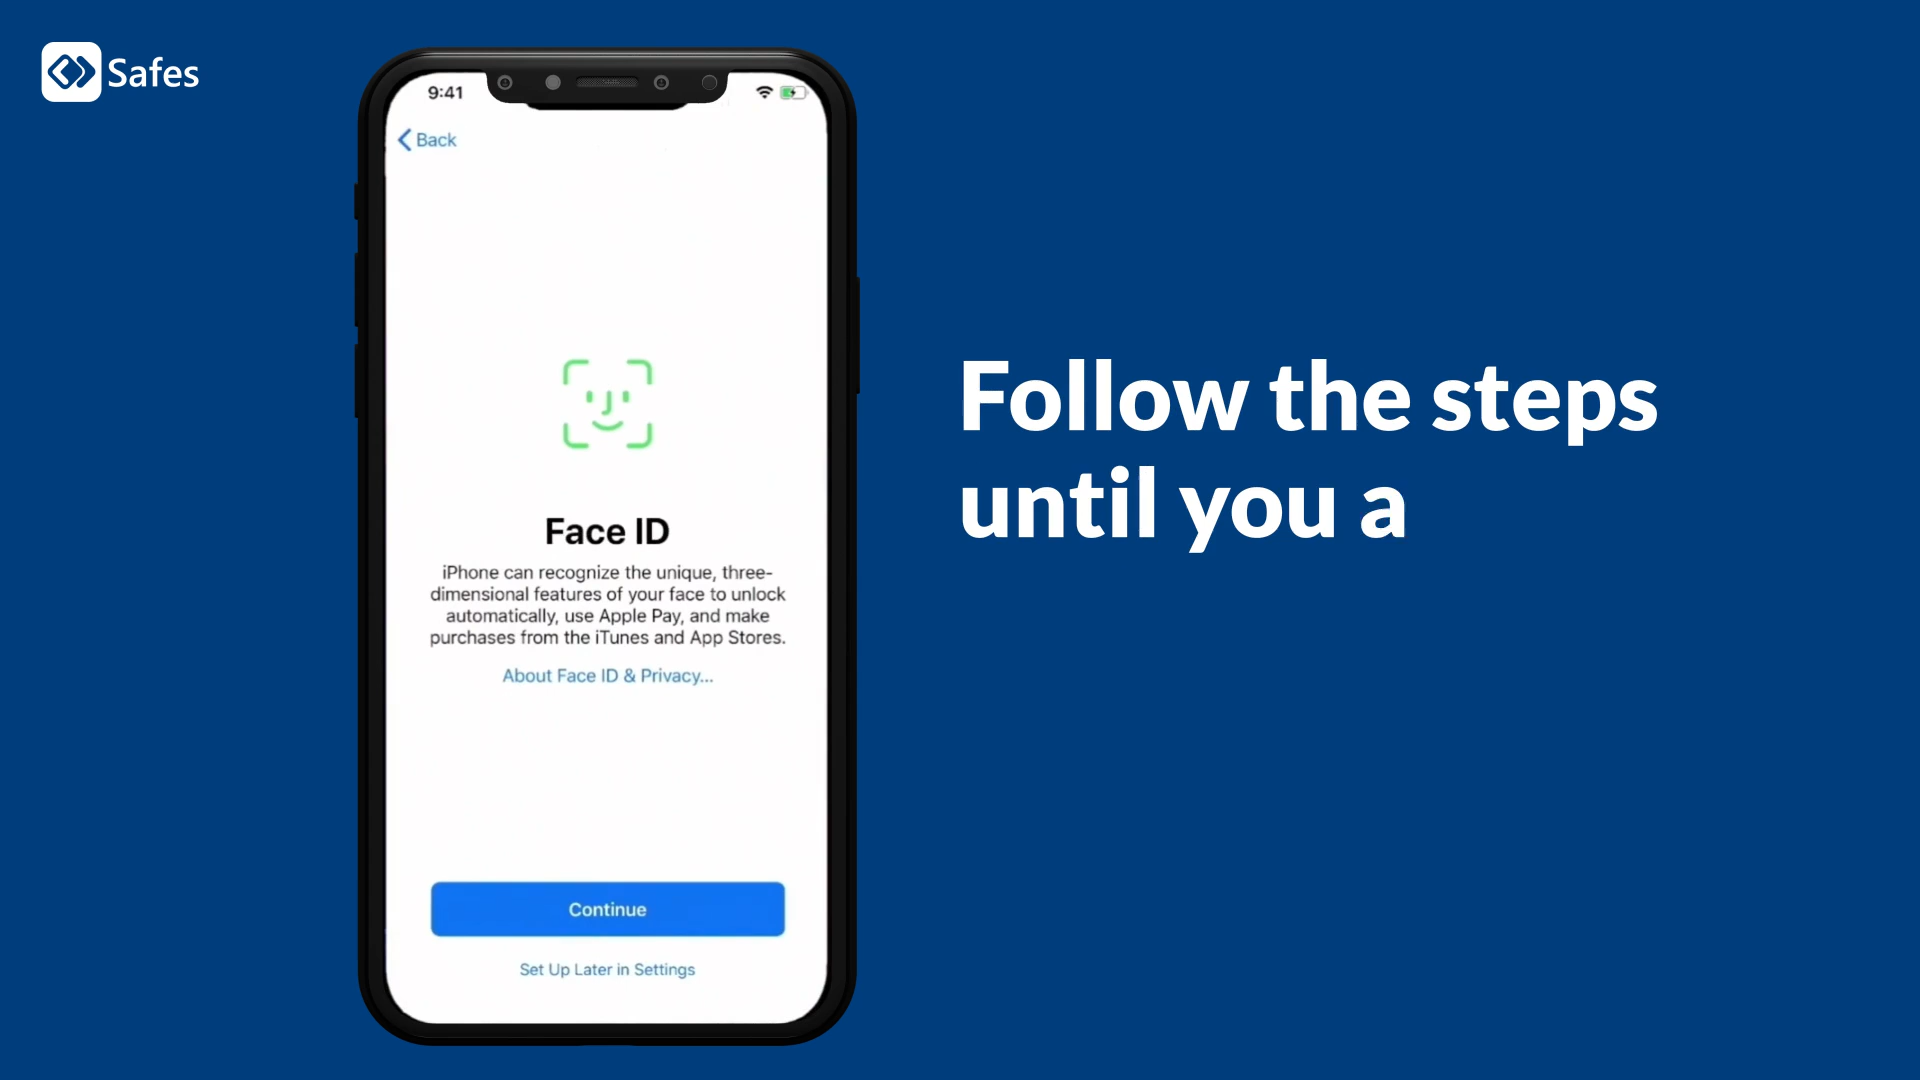 Safes
9:41
Back
Face ID
iPhone can recognize the unique, three-
dimensional features of your face to unlock
automatically, use Apple Pay, and make
purchases from the iTunes and App Stores.
About Face ID & Privacy...
Continue
Set Up Later in Settings
Follow the steps
until you a